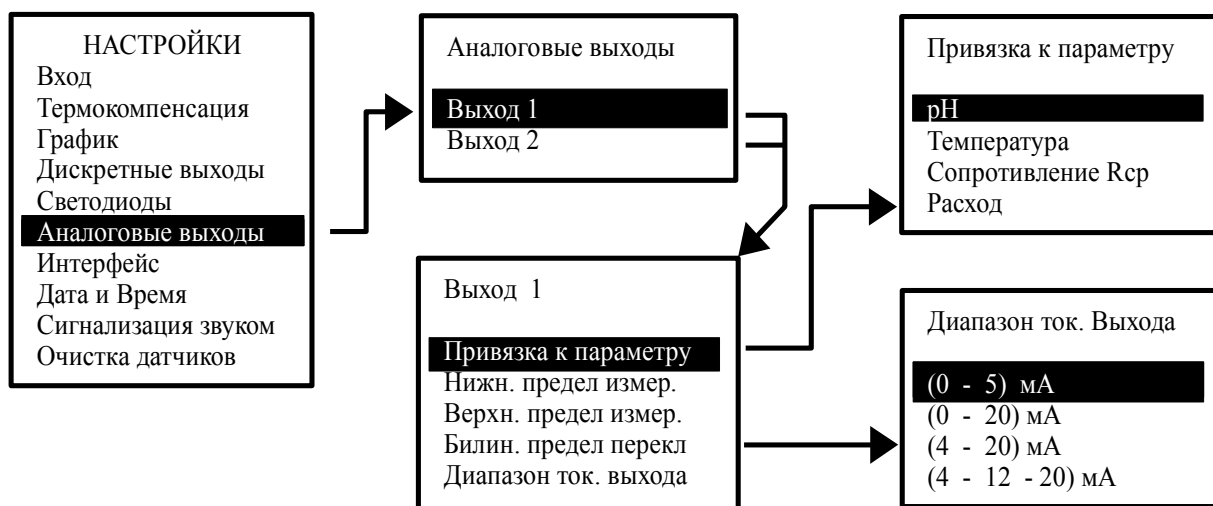 НАСТРОЙКИ
Вход
Термокомпенсация
График
Дискретные выходы
Светодиоды
Аналоговые выходы
Интерфейс
Дата и Время
Сигнализация звуком
Очистка датчиков
Аналоговые выходы
Выход 1
Выход 2
Выход 1
Привязка к параметру
Нижн. предел измер.
Верхн. предел измер.
Билин. предел перекл
Диапазон ток. выхода
Привязка к параметру
pH
Температура
Сопротивление Rср
Расход
Диапазон ток. Выхода
(0 - 5) мА
(0 - 20) мА
(4 - 20) мА
(4 - 12 - 20) мА